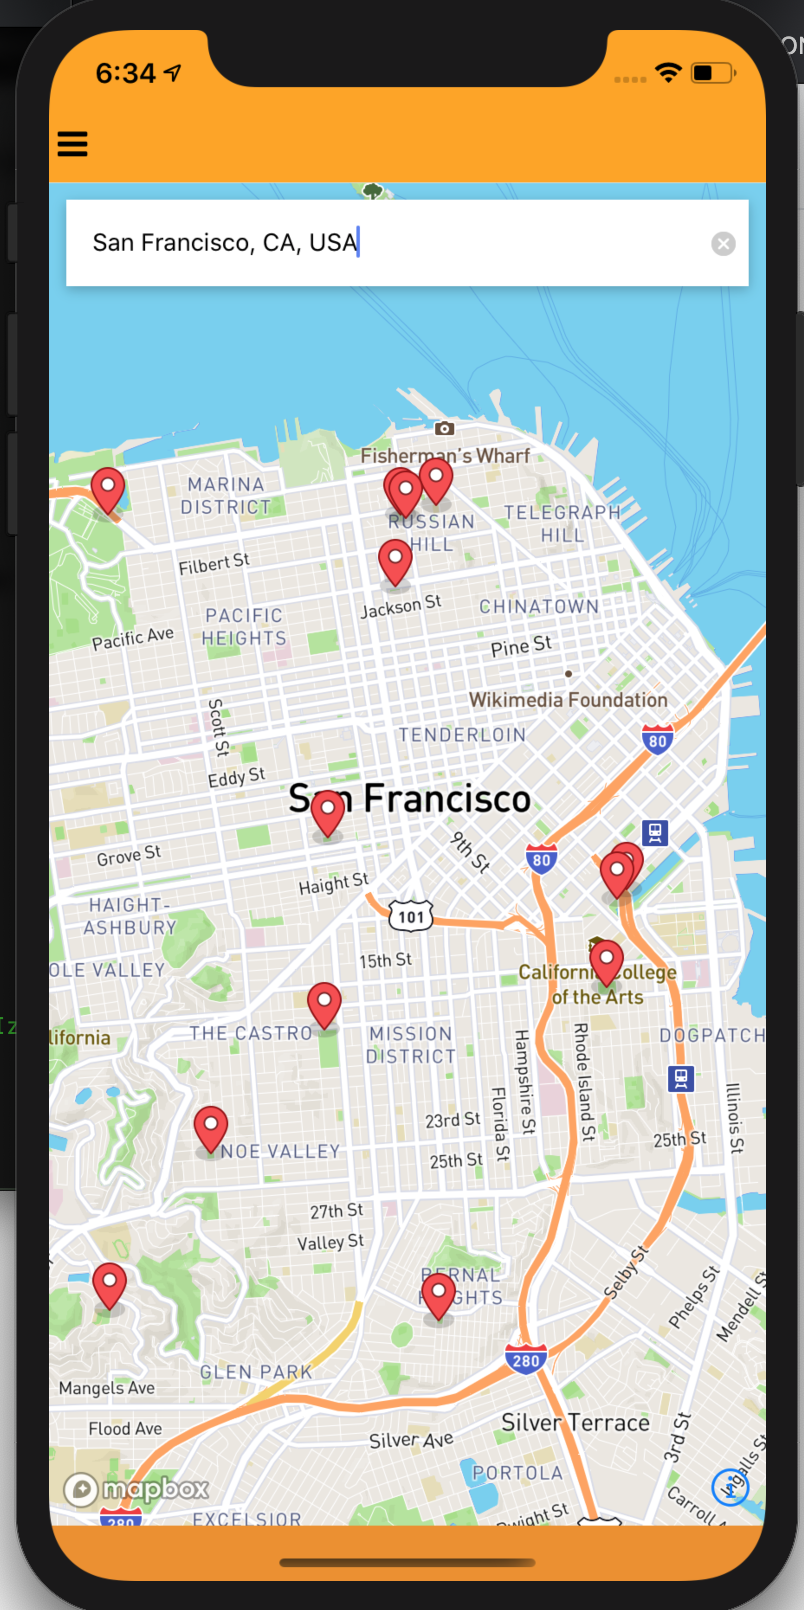 6:34
San Francisco, CA, USA
Fisherman's Wharf
MARINA
DISTRICT
RUSSIAN
HILL
TELEGRAPH
HILL
Filbert St
Jackson St
CHINATOWN
PACIFIC
HEIGHTS
Pacific Ave
Pine St
Wikimedia Foundation
Scott St
TENDERLOIN
80
Eddy St
San Francisco
9th St
Grove St
80
Haight St
101
HAIGHT-
ASHBURY
15th St
OLE VALLEY
California College
of the Arts
lifornia
THE CASTRO
MISSION
DISTRICT
DOGPATCH
Hampshire St
Rhode Island St
Florida St
Illinois St
23rd St
25th St
25th St
NOE VALLEY
27th St
Valley St
Selby St
BERNAL
HEIGHTS
Phelps St
Mendell St
280
GLEN PARK
Mangels Ave
Flood Ave
Silver Ave
Silver Terrace
3rd St
PORTOLA
Ingalls St
mapbox
Carroll A
280
EXCELSIOR
Dwight St